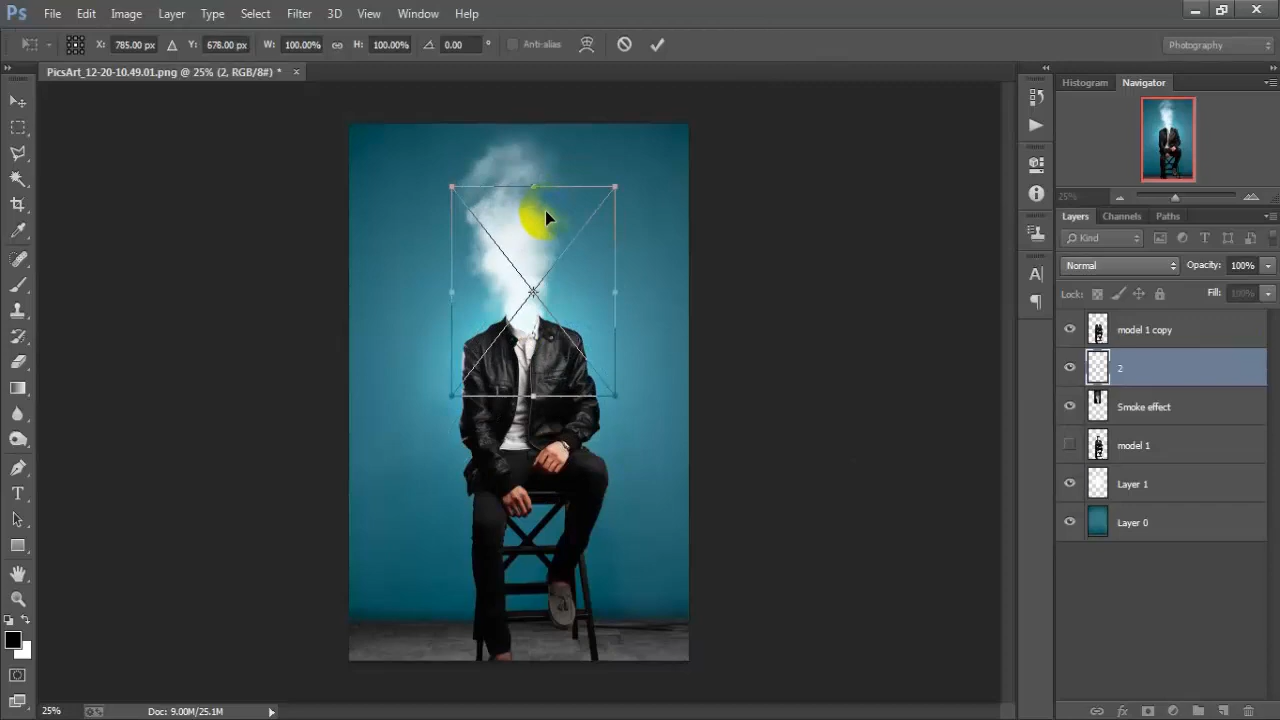 Ps File Edit Image Layer Type Select Filter 3D View Window Help
X: 785.00 px Y: 678.00 px W: 100.00% H: 100.00% 0.00 ° Anti-alias Photography
PicsArt_12-20-10.49.01.png @ 25% (2, RGB/8#) * ×
Histogram Navigator
25%
Layers Channels Paths
Kind
Normal Opacity: 100%
Lock: Fill: 100%
model 1 copy
2
Smoke effect
model 1
Layer 1
Layer 0
25% Doc: 9.00M/25.1M